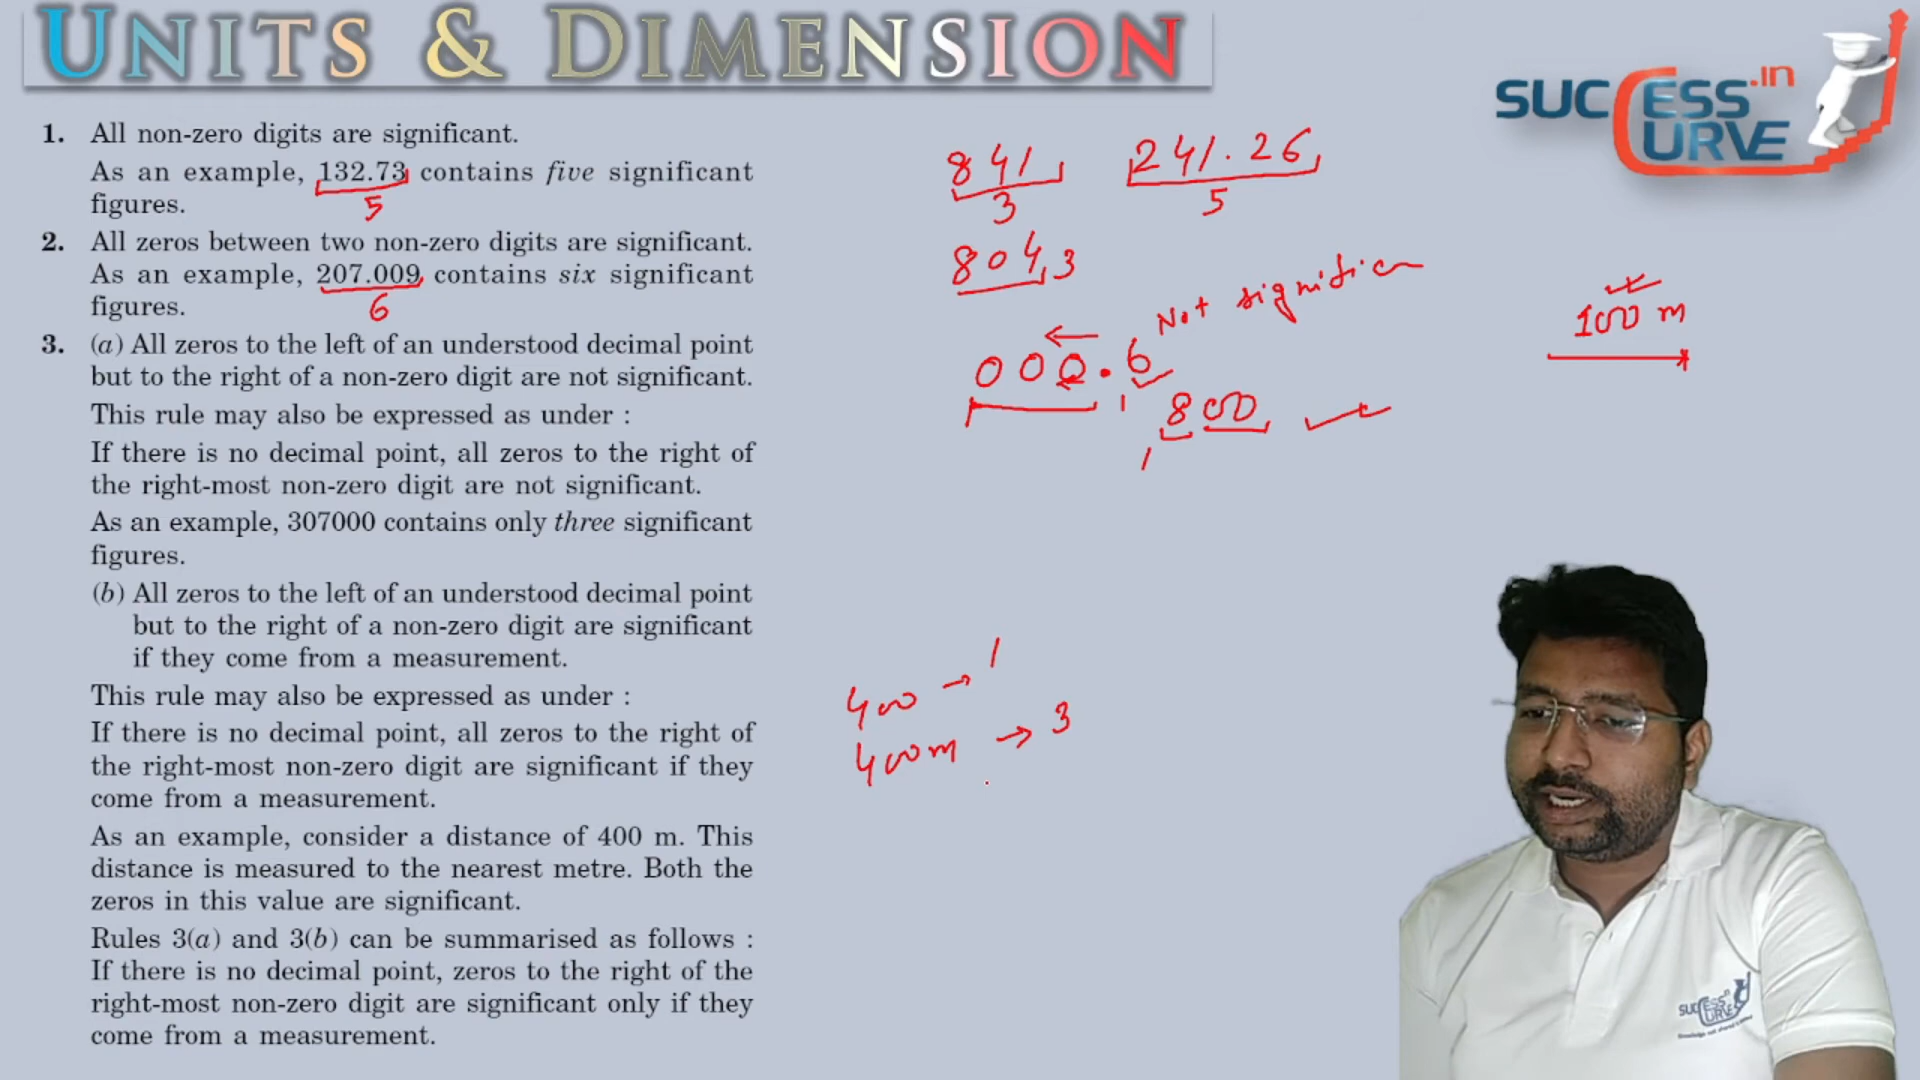 UNITS & DIMENSION
SUCCESS CURVE.in
1. All non-zero digits are significant.
As an example, 132.73 contains five significant
figures.
5
2. All zeros between two non-zero digits are significant.
As an example, 207.009 contains six significant
figures.
6
3. (a) All zeros to the left of an understood decimal point
but to the right of a non-zero digit are not significant.
This rule may also be expressed as under :
If there is no decimal point, all zeros to the right of
the right-most non-zero digit are not significant.
As an example, 307000 contains only three significant
figures.
(b) All zeros to the left of an understood decimal point
but to the right of a non-zero digit are significant
if they come from a measurement.
This rule may also be expressed as under :
If there is no decimal point, all zeros to the right of
the right-most non-zero digit are significant if they
come from a measurement.
As an example, consider a distance of 400 m. This
distance is measured to the nearest metre. Both the
zeros in this value are significant.
Rules 3(a) and 3(b) can be summarised as follows :
If there is no decimal point, zeros to the right of the
right-most non-zero digit are significant only if they
come from a measurement.
841 241.26
3 5
804,3
Not significan
000.6
1
800
1
100 m
400 → 1
400m → 3
SUCCESS CURVE.in